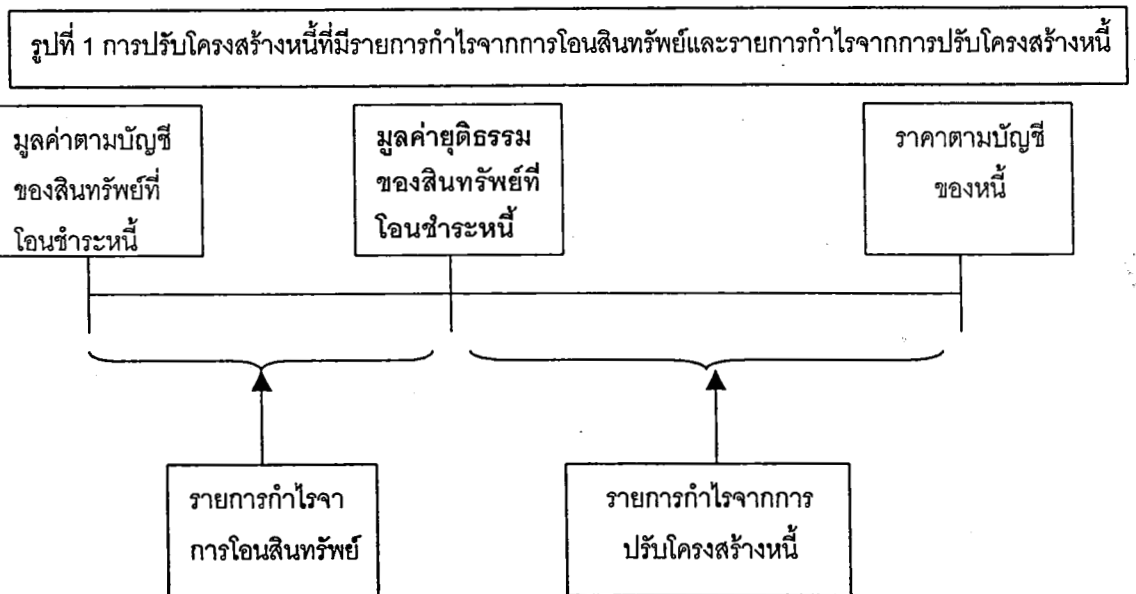 รูปที่ 1 การปรับโครงสร้างหนี้ที่มีรายการกำไรจากการโอนสินทรัพย์และรายการกำไรจากการปรับโครงสร้างหนี้
มูลค่าตามบัญชี
ของสินทรัพย์ที่
โอนชำระหนี้
มูลค่ายุติธรรม
ของสินทรัพย์ที่
โอนชำระหนี้
ราคาตามบัญชี
ของหนี้
รายการกำไรจา
การโอนสินทรัพย์
รายการกำไรจากการ
ปรับโครงสร้างหนี้